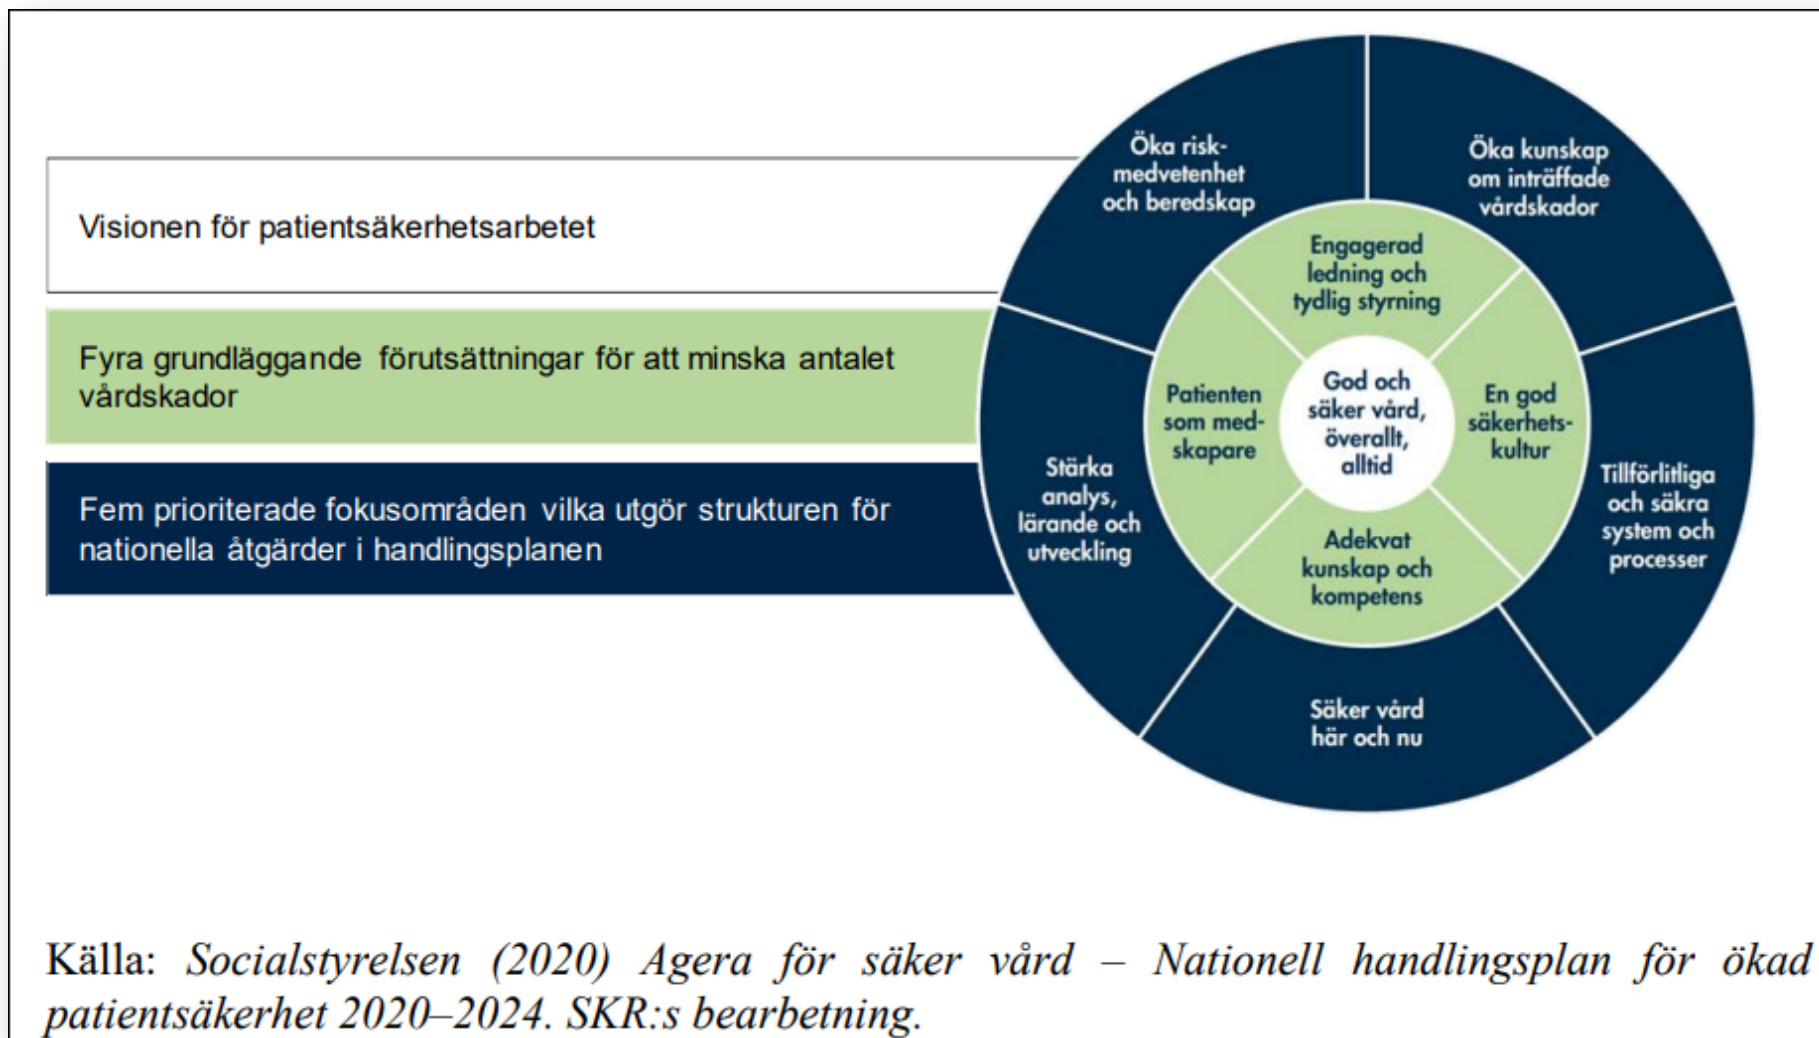 Visionen för patientsäkerhetsarbetet
Fyra grundläggande förutsättningar för att minska antalet
vårdskador
Fem prioriterade fokusområden vilka utgör strukturen för
nationella åtgärder i handlingsplanen
Öka risk-
medvetenhet
och beredskap
Öka kunskap
om inträffade
vårdskador
Engagerad
ledning och
tydlig styrning
Patienten
som med-
skapare
God och
säker vård,
överallt,
alltid
En god
säkerhets-
kultur
Stärka
analys,
lärande och
utveckling
Tillförlitliga
och säkra
system och
processer
Adekvat
kunskap och
kompetens
Säker vård
här och nu
Källa: Socialstyrelsen (2020) Agera för säker vård – Nationell handlingsplan för ökad
patientsäkerhet 2020–2024. SKR:s bearbetning.